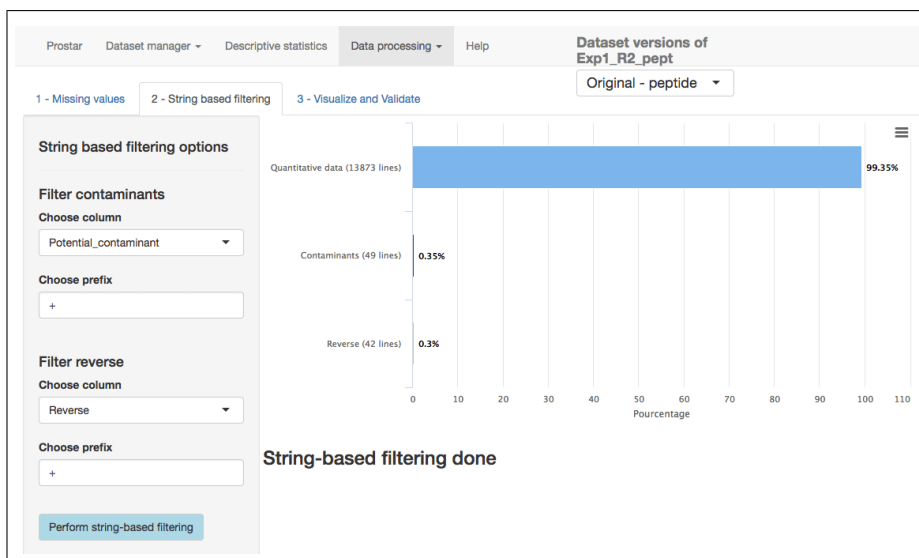 Prostar Dataset manager Descriptive statistics Data processing Help
Dataset versions of
Exp1_R2_pept
Original - peptide
1 - Missing values 2 - String based filtering 3 - Visualize and Validate
String based filtering options
Filter contaminants
Choose column
Potential_contaminant
Choose prefix
+
Filter reverse
Choose column
Reverse
Choose prefix
+
Perform string-based filtering
Quantitative data (13873 lines) 99.35%
Contaminants (49 lines) 0.35%
Reverse (42 lines) 0.3%
0 10 20 30 40 50 60 70 80 90 100 110
Pourcentage
String-based filtering done